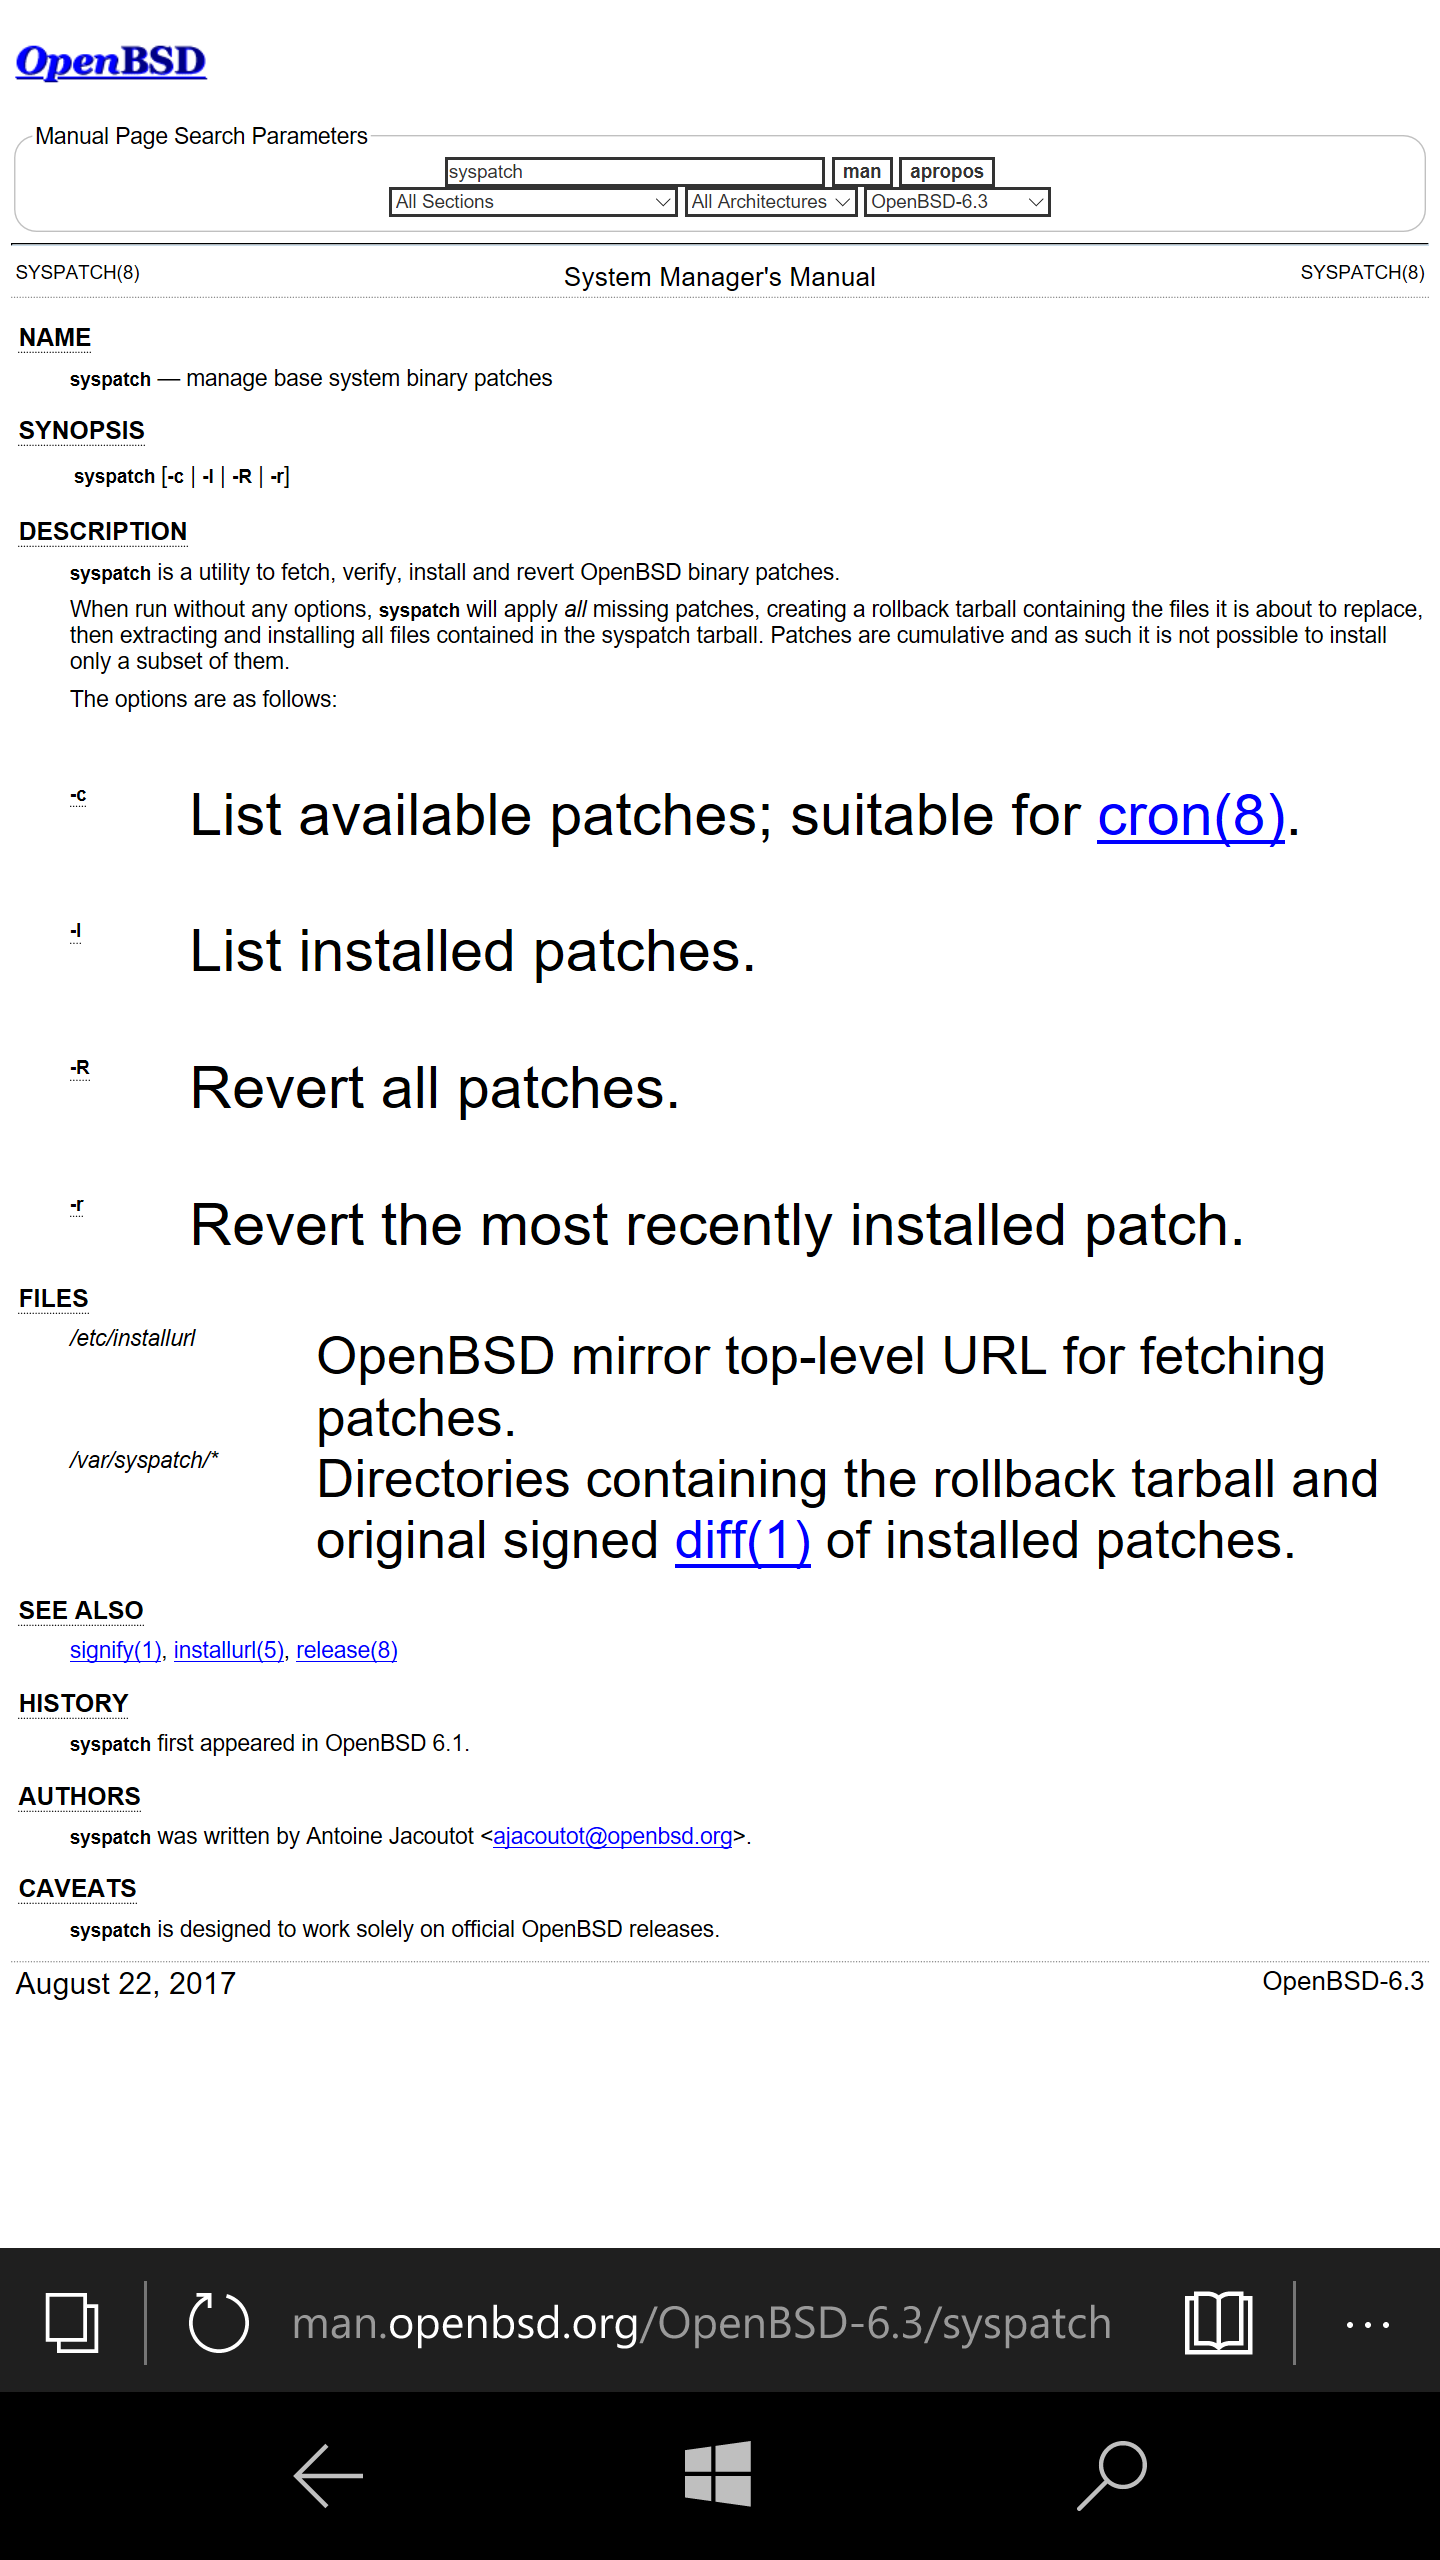 OpenBSD
Manual Page Search Parameters
syspatch man apropos
All Sections All Architectures OpenBSD-6.3
SYSPATCH(8) System Manager's Manual SYSPATCH(8)
NAME
syspatch — manage base system binary patches
SYNOPSIS
syspatch [-c | -l | -R | -r]
DESCRIPTION
syspatch is a utility to fetch, verify, install and revert OpenBSD binary patches.
When run without any options, syspatch will apply all missing patches, creating a rollback tarball containing the files it is about to replace,
then extracting and installing all files contained in the syspatch tarball. Patches are cumulative and as such it is not possible to install
only a subset of them.
The options are as follows:
-c List available patches; suitable for cron(8).
-l List installed patches.
-R Revert all patches.
-r Revert the most recently installed patch.
FILES
/etc/installurl OpenBSD mirror top-level URL for fetching
patches.
/var/syspatch/* Directories containing the rollback tarball and
original signed diff(1) of installed patches.
SEE ALSO
signify(1), installurl(5), release(8)
HISTORY
syspatch first appeared in OpenBSD 6.1.
AUTHORS
syspatch was written by Antoine Jacoutot <ajacoutot@openbsd.org>.
CAVEATS
syspatch is designed to work solely on official OpenBSD releases.
August 22, 2017 OpenBSD-6.3
man.openbsd.org/OpenBSD-6.3/syspatch